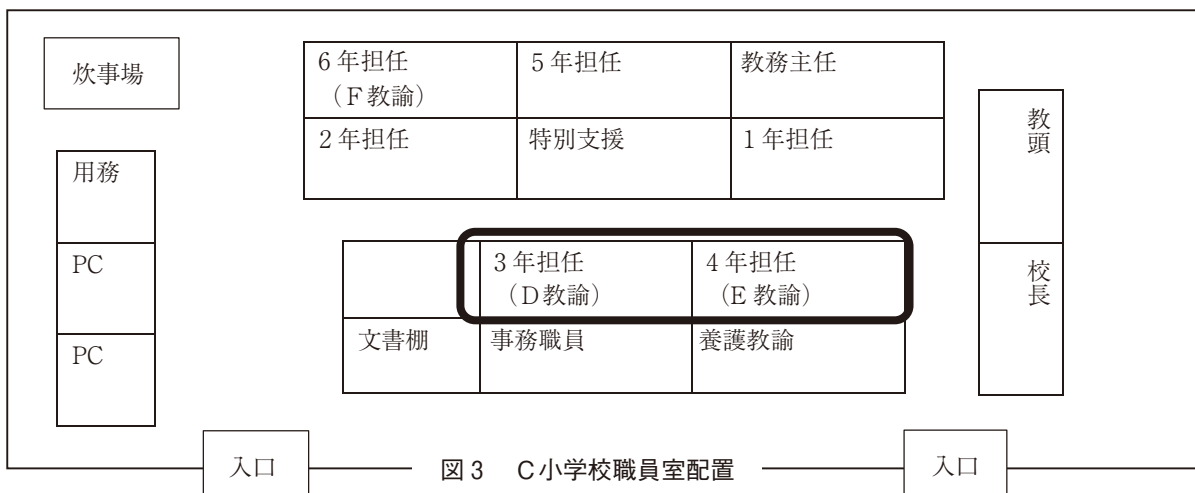 炊事場
6年担任
（F教諭）
5年担任
教務主任
2年担任
特別支援
1年担任
教頭
校長
用務
PC
PC
3年担任
（D教諭）
4年担任
（E教諭）
文書棚
事務職員
養護教諭
入口
図3　C小学校職員室配置
入口